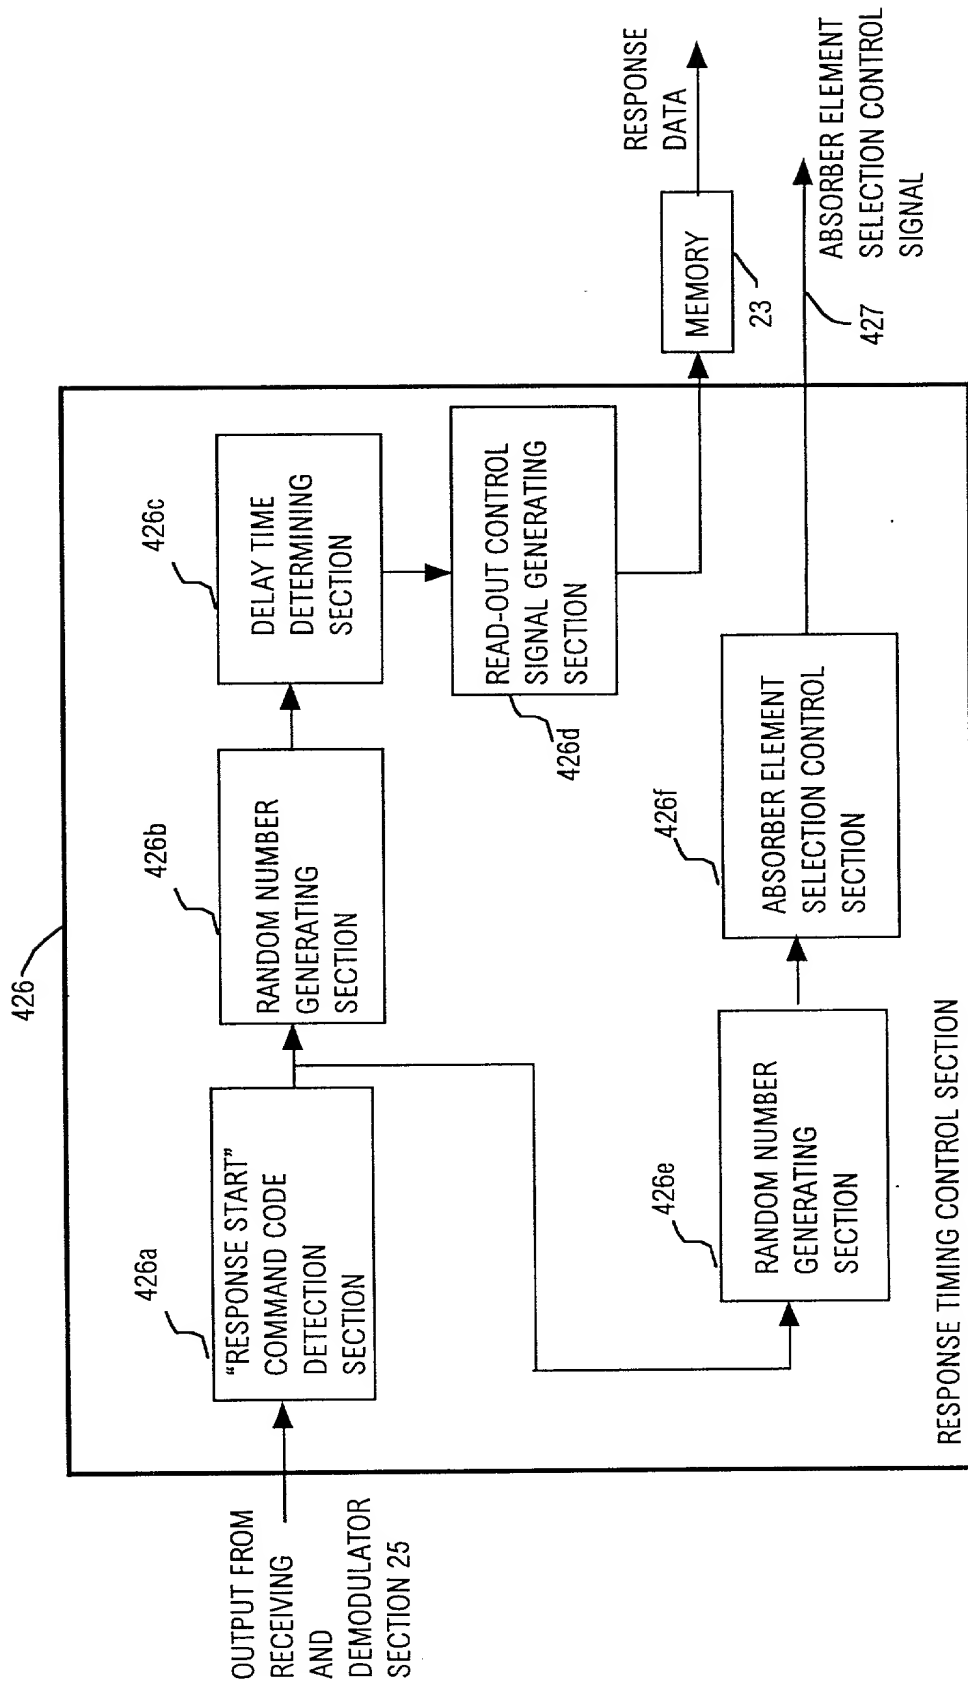 426
OUTPUT FROM
RECEIVING
AND
DEMODULATOR
SECTION 25
426a
"RESPONSE START"
COMMAND CODE
DETECTION
SECTION
426b
RANDOM NUMBER
GENERATING
SECTION
426c
DELAY TIME
DETERMINING
SECTION
READ-OUT CONTROL
SIGNAL GENERATING
SECTION
426d
MEMORY
23
RESPONSE
DATA
426e
RANDOM NUMBER
GENERATING
SECTION
426f
ABSORBER ELEMENT
SELECTION CONTROL
SECTION
427
ABSORBER ELEMENT
SELECTION CONTROL
SIGNAL
RESPONSE TIMING CONTROL SECTION